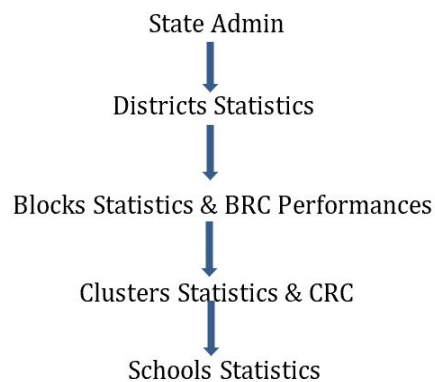 State Admin
Districts Statistics
Blocks Statistics & BRC Performances
Clusters Statistics & CRC
Schools Statistics